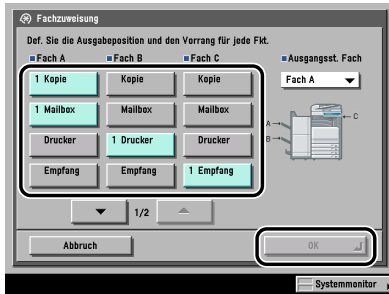 Fachzuweisung
Def. Sie die Ausgabeposition und den Vorrang für jede Fkt.
Fach A Fach B Fach C Ausgangsst. Fach
1 Kopie Kopie Kopie Fach A
1 Mailbox Mailbox Mailbox
A C
Drucker 1 Drucker Drucker B
Empfang Empfang 1 Empfang
1/2
Abbruch OK
Systemmonitor